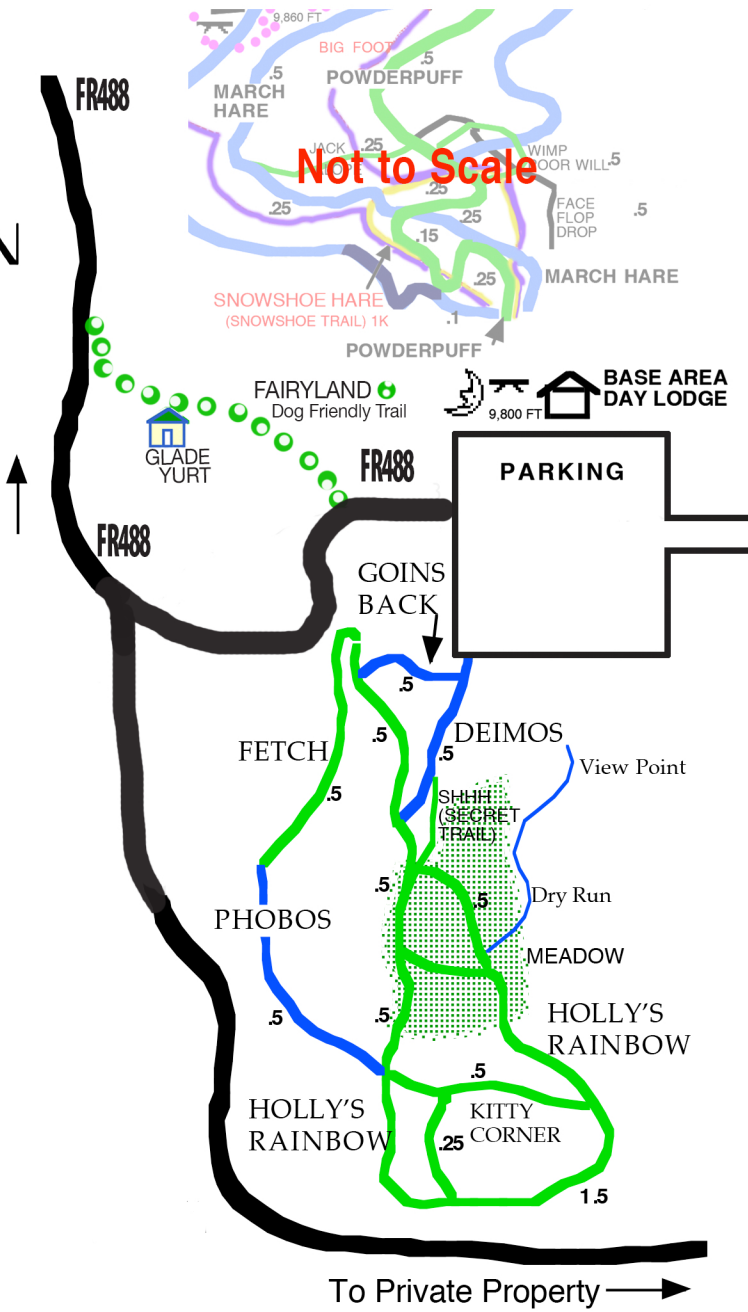 9,860 FT
BIG FOOT
.5
.5
POWDERPUFF
FR488
MARCH
HARE
JACK
.25
WIMP
Not to Scale
.5
.25
.25
.25
FACE
FLOP
DROP
.5
.15
N
.25
MARCH HARE
SNOWSHOE HARE
(SNOWSHOE TRAIL) 1K
.1
POWDERPUFF
FAIRYLAND
Dog Friendly Trail
BASE AREA
DAY LODGE
9,800 FT
GLADE
YURT
FR488
PARKING
FR488
GOINS
BACK
.5
.5
DEIMOS
FETCH
.5
View Point
.5
SHHH
(SECRET
TRAIL)
.5
.5
Dry Run
PHOBOS
MEADOW
.5
.5
HOLLY'S
RAINBOW
.5
HOLLY'S
RAINBOW
KITTY
CORNER
.25
1.5
To Private Property